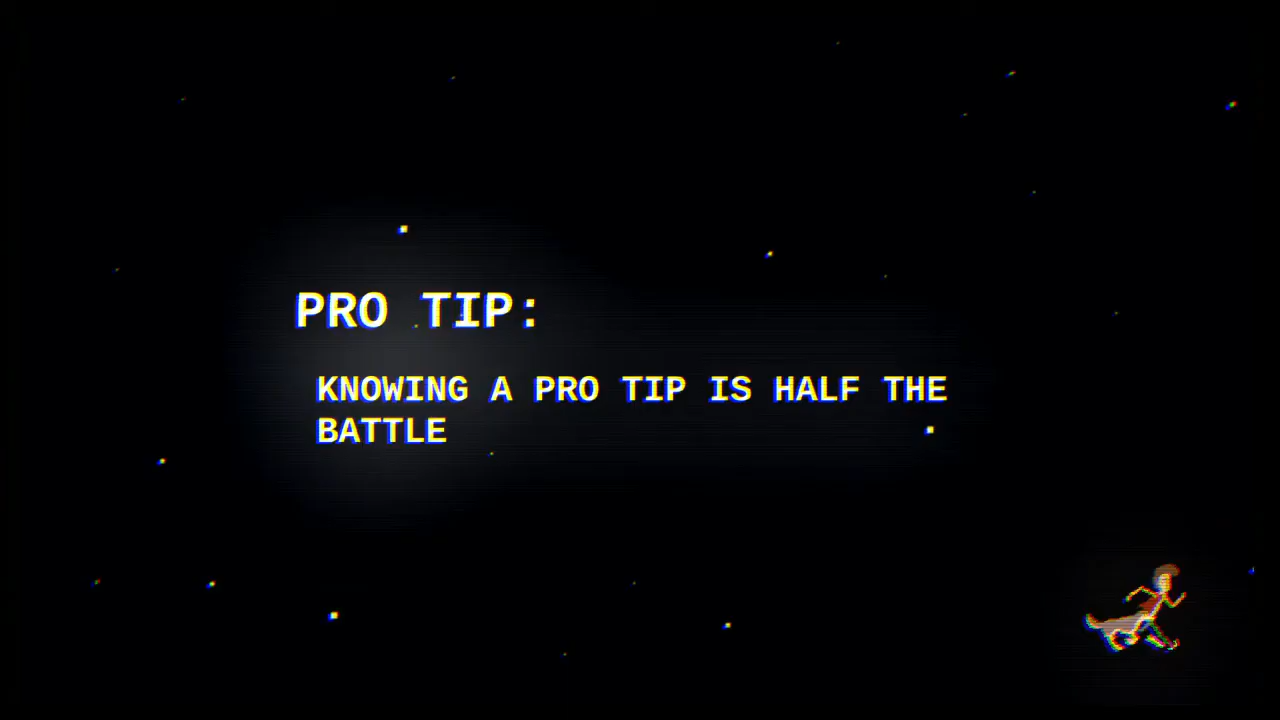 PRO TIP:
KNOWING A PRO TIP IS HALF THE
BATTLE